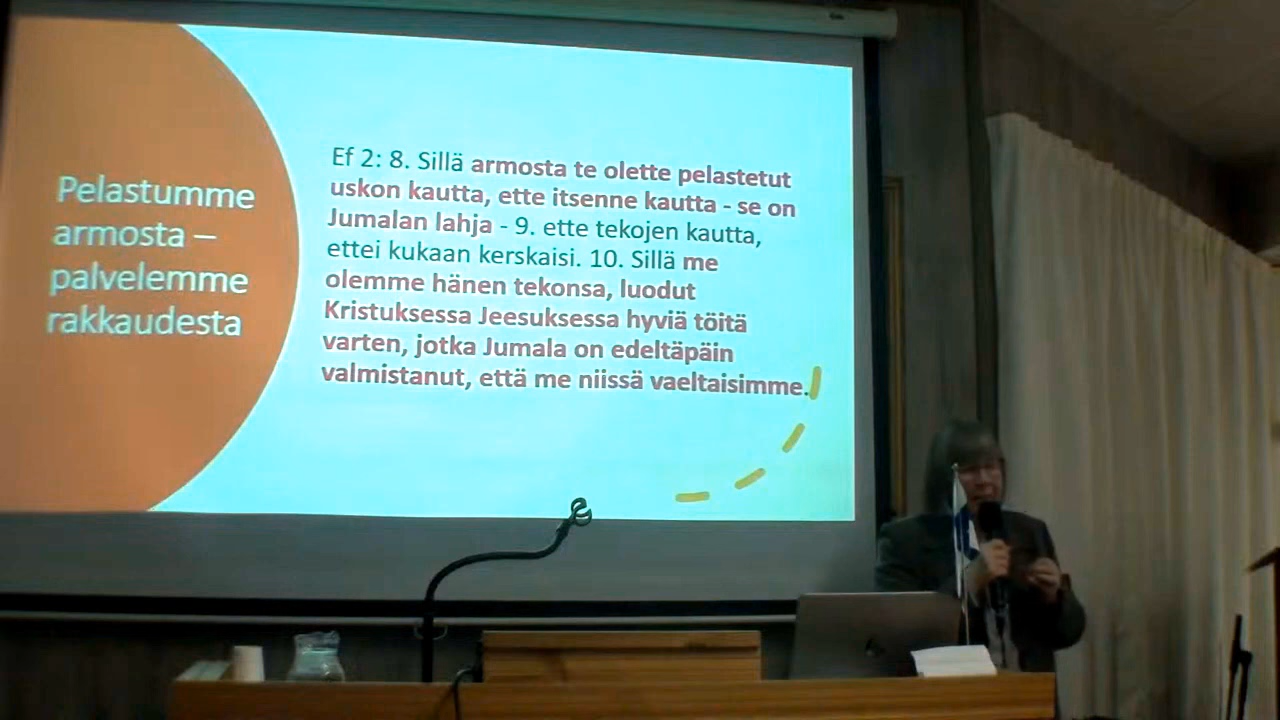 Pelastumme
armosta –
palvelemme
rakkaudesta
Ef 2: 8. Sillä armosta te olette pelastetut
uskon kautta, ette itsenne kautta - se on
Jumalan lahja - 9. ette tekojen kautta,
ettei kukaan kerskaisi. 10. Sillä me
olemme hänen tekonsa, luodut
Kristuksessa Jeesuksessa hyviä töitä
varten, jotka Jumala on edeltäpäin
valmistanut, että me niissä vaeltaisimme.